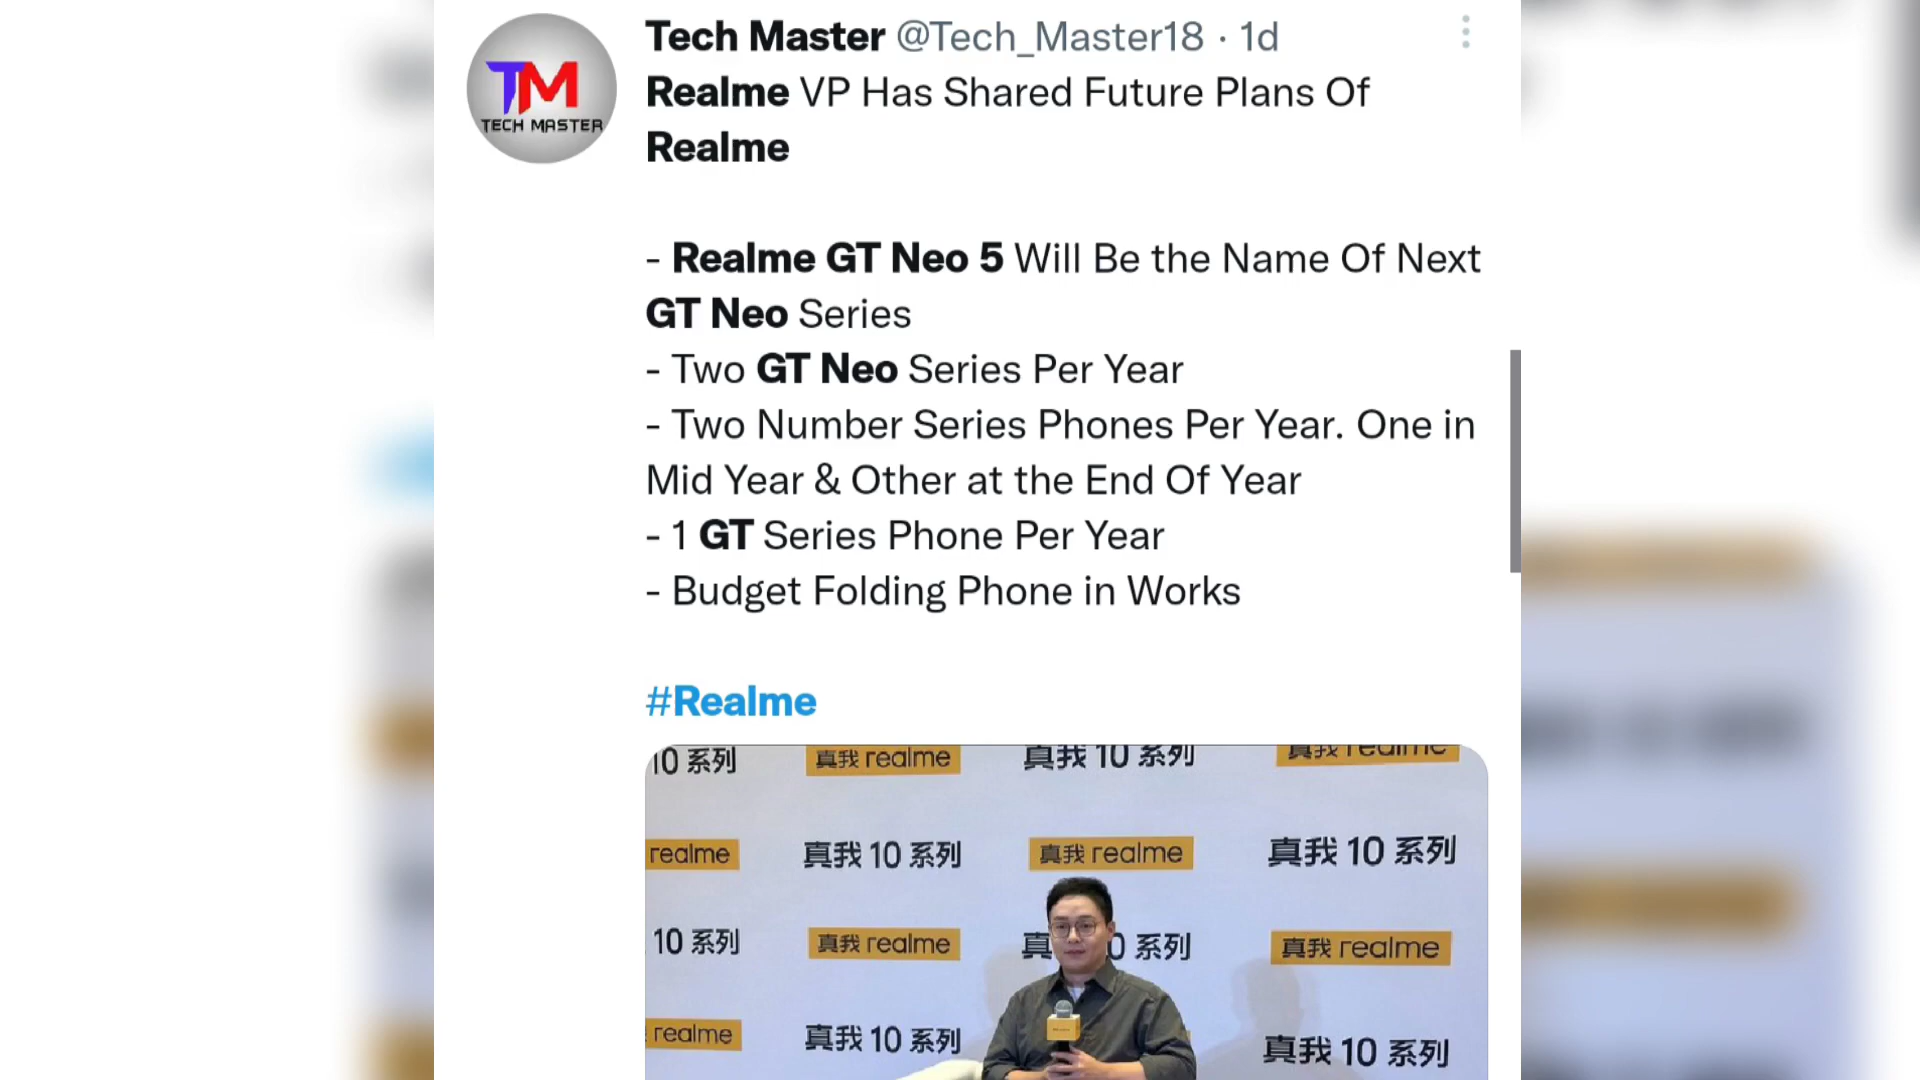 Tech Master @Tech_Master18 · 1d
TM
TECH MASTER
Realme VP Has Shared Future Plans Of
Realme
- Realme GT Neo 5 Will Be the Name Of Next
GT Neo Series
- Two GT Neo Series Per Year
- Two Number Series Phones Per Year. One in
Mid Year & Other at the End Of Year
- 1 GT Series Phone Per Year
- Budget Folding Phone in Works
#Realme
10 系列 真我 realme 真我 10 系列 真我 realme
realme 真我 10 系列 真我 realme 真我 10 系列
10 系列 真我 realme 真 0 系列 真我 realme
realme 真我 10 系列 真我 10 系列